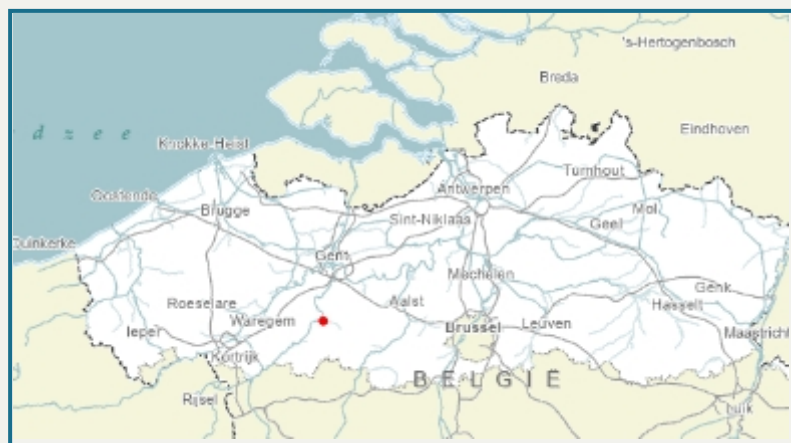 's-Hertogenbosch
Breda
Eindhoven
dzee
Knokke-Heist
Turnhout
Antwerpen
Oostende
Mol
Brugge
Sint-Niklaas
Geel
Duinkerke
Gent
Mechelen
Genk
Roeselare
Aalst
Hasselt
Waregem
Ieper
Brussel
Leuven
Maastricht
Kortrijk
BELGIË
Rijsel
Luik